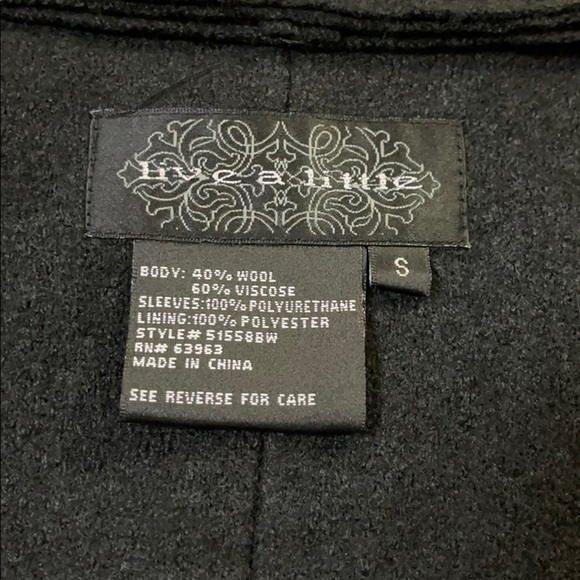 live a little
S
BODY: 40% WOOL
60% VISCOSE
SLEEVES:100% POLYURETHANE
LINING:100% POLYESTER
STYLE# 51558BW
RN# 63963
MADE IN CHINA
SEE REVERSE FOR CARE